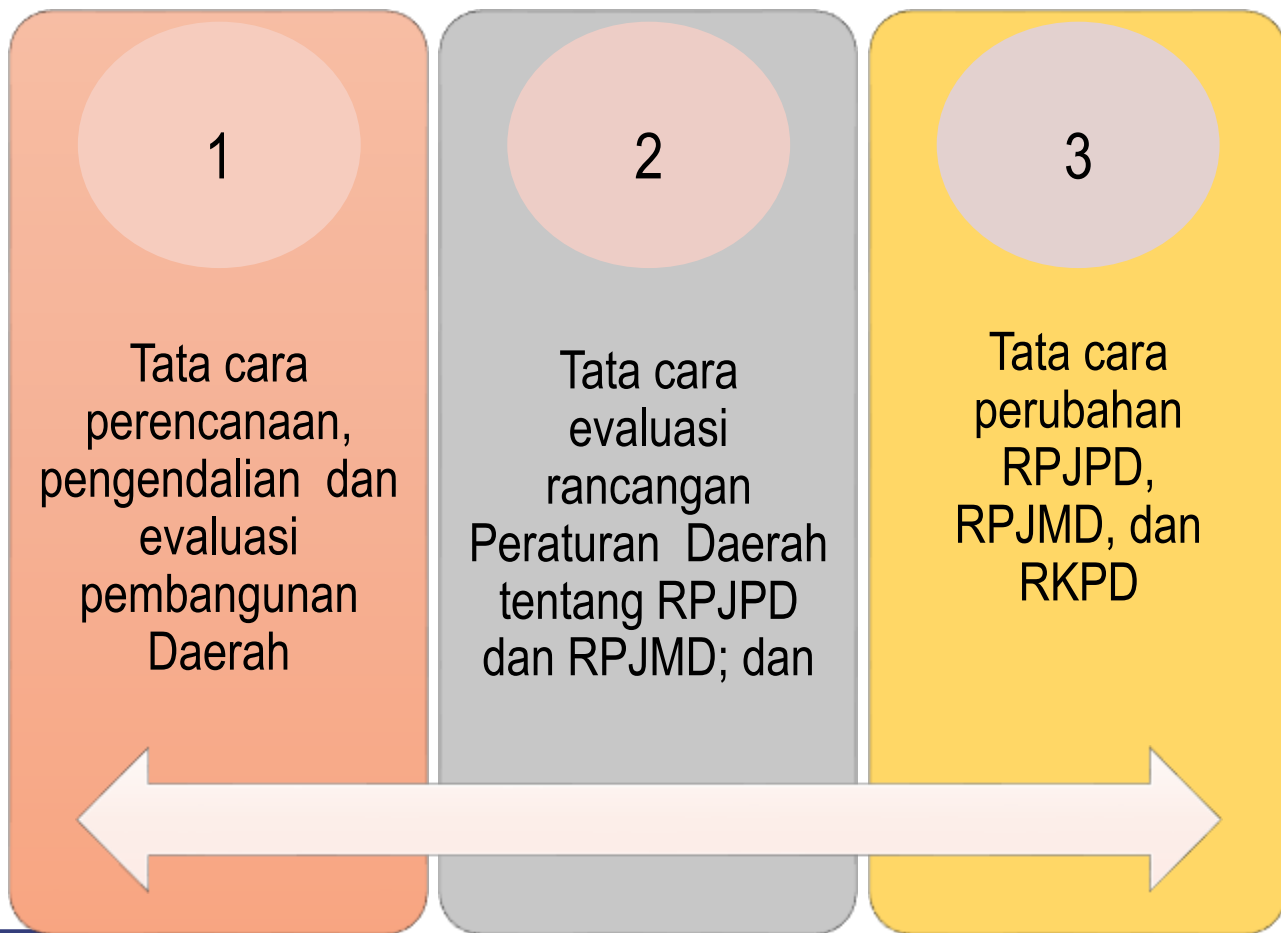 1
Tata cara
perencanaan,
pengendalian dan
evaluasi
pembangunan
Daerah
2
Tata cara
evaluasi
rancangan
Peraturan Daerah
tentang RPJPD
dan RPJMD; dan
3
Tata cara
perubahan
RPJPD,
RPJMD, dan
RKPD